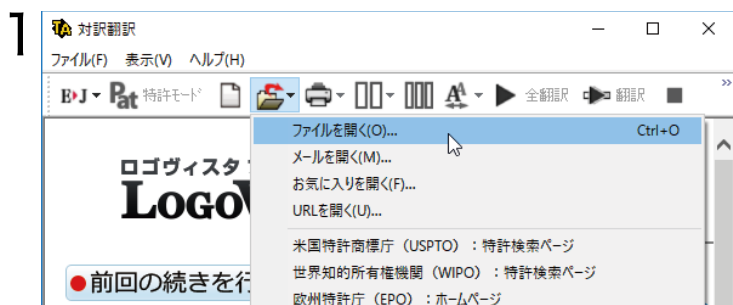 1
対訳翻訳
ファイル(F) 表示(V) ヘルプ(H)
E›J Pat 特許モード A 全翻訳 翻訳 »
ファイルを開く(O)... Ctrl+O
メールを開く(M)...
お気に入りを開く(F)...
URLを開く(U)...
米国特許商標庁（USPTO）：特許検索ページ
世界知的所有権機関（WIPO）：特許検索ページ
欧州特許庁（EPO）：ホームページ
ロゴヴィスタ
LOGO
●前回の続きを行